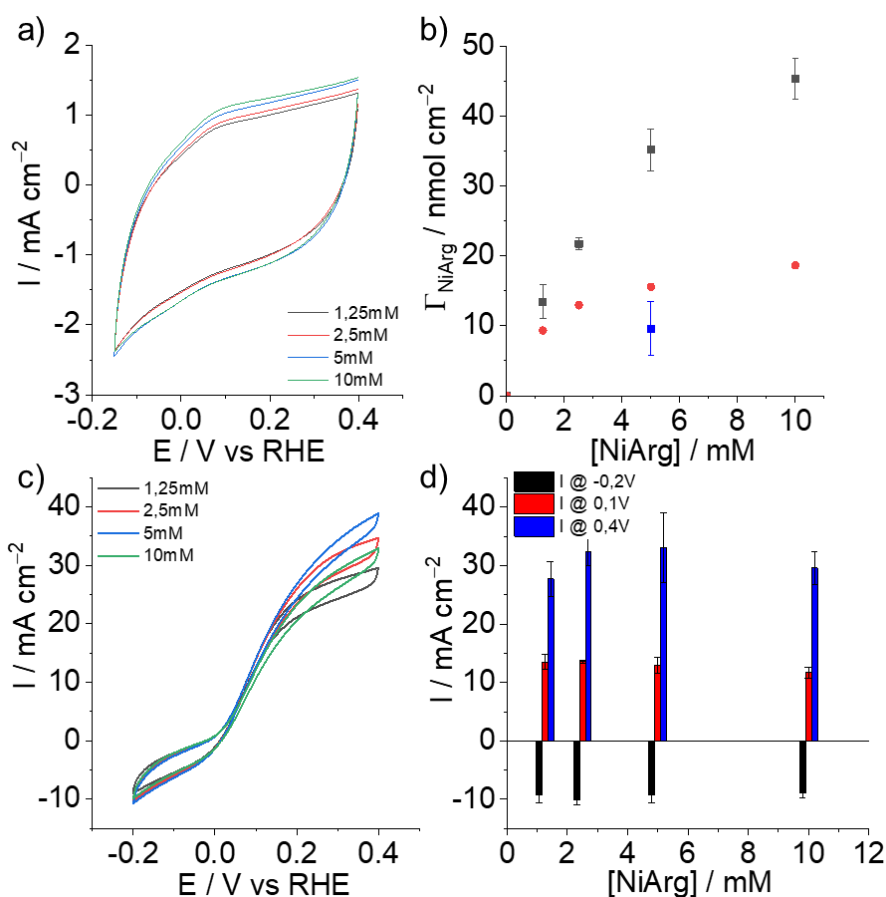 a)
I / mA cm⁻²
2
1
0
-1
-2
-3
1,25mM
2,5mM
5mM
10mM
-0.2 0.0 0.2 0.4
E / V vs RHE
b)
Γ_NiArg / nmol cm⁻²
50
40
30
20
10
0
0 2 4 6 8 10
[NiArg] / mM
c)
I / mA cm⁻²
1,25mM
2,5mM
5mM
10mM
40
30
20
10
0
-10
-0.2 0.0 0.2 0.4
E / V vs RHE
d)
I / mA cm⁻²
I @ -0,2V
I @ 0,1V
I @ 0,4V
40
30
20
10
0
-10
0 2 4 6 8 10 12
[NiArg] / mM